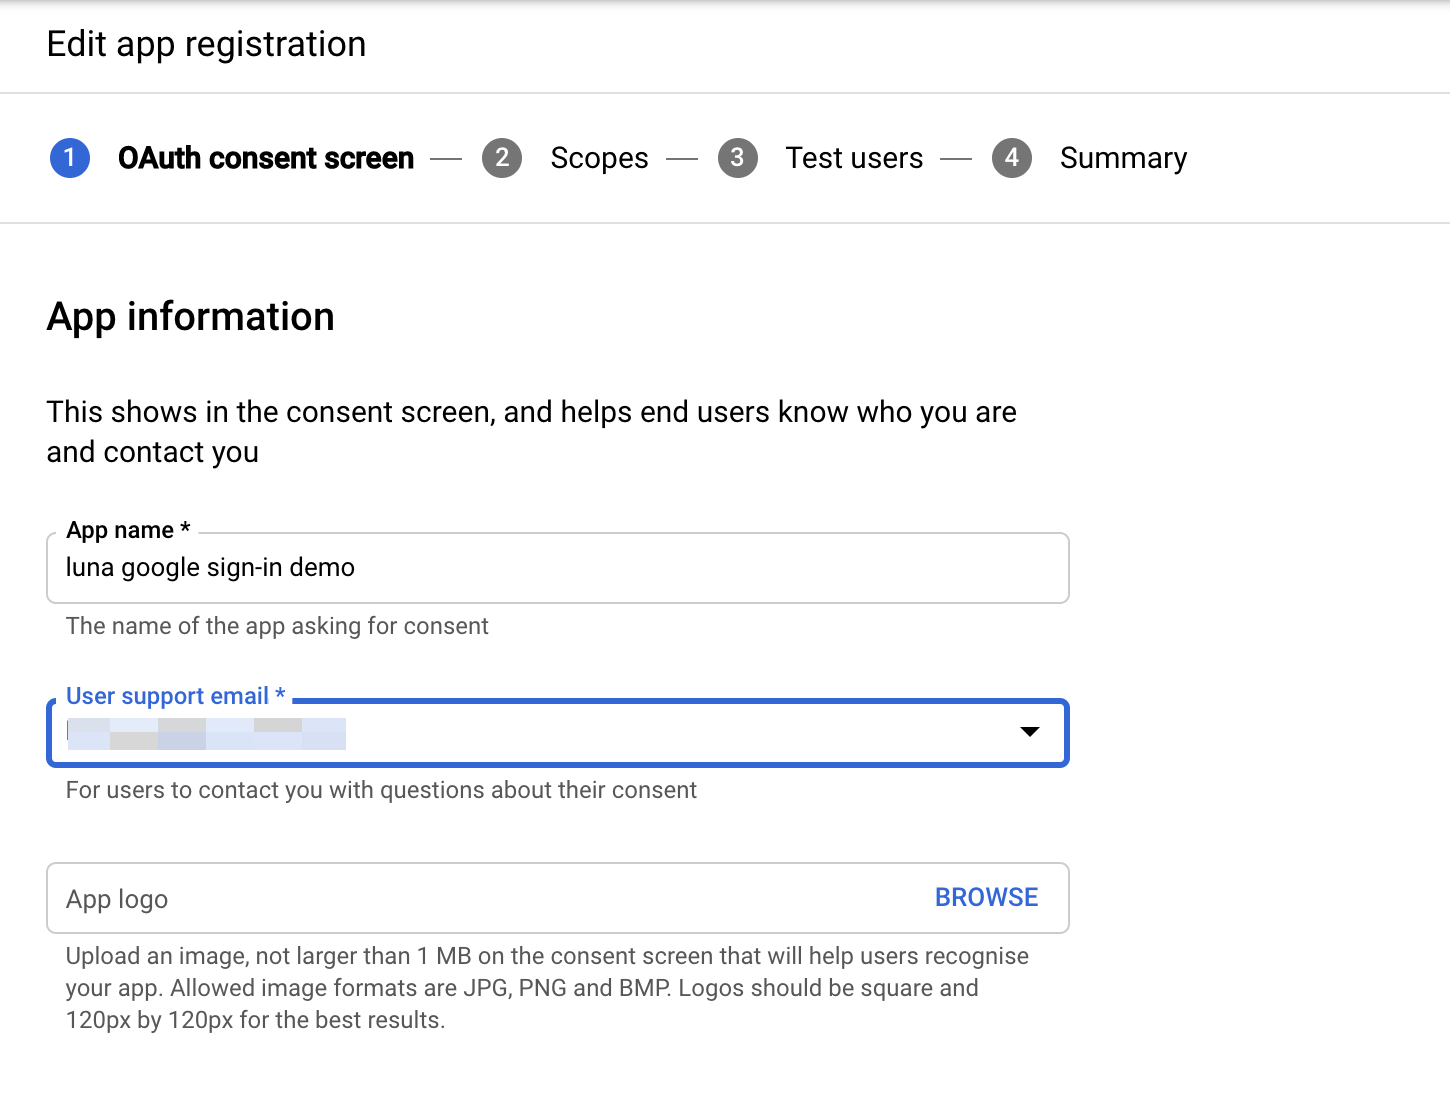 Edit app registration
1 OAuth consent screen — 2 Scopes — 3 Test users — 4 Summary
App information
This shows in the consent screen, and helps end users know who you are
and contact you
App name *
luna google sign-in demo
The name of the app asking for consent
User support email *
For users to contact you with questions about their consent
App logo BROWSE
Upload an image, not larger than 1 MB on the consent screen that will help users recognise
your app. Allowed image formats are JPG, PNG and BMP. Logos should be square and
120px by 120px for the best results.